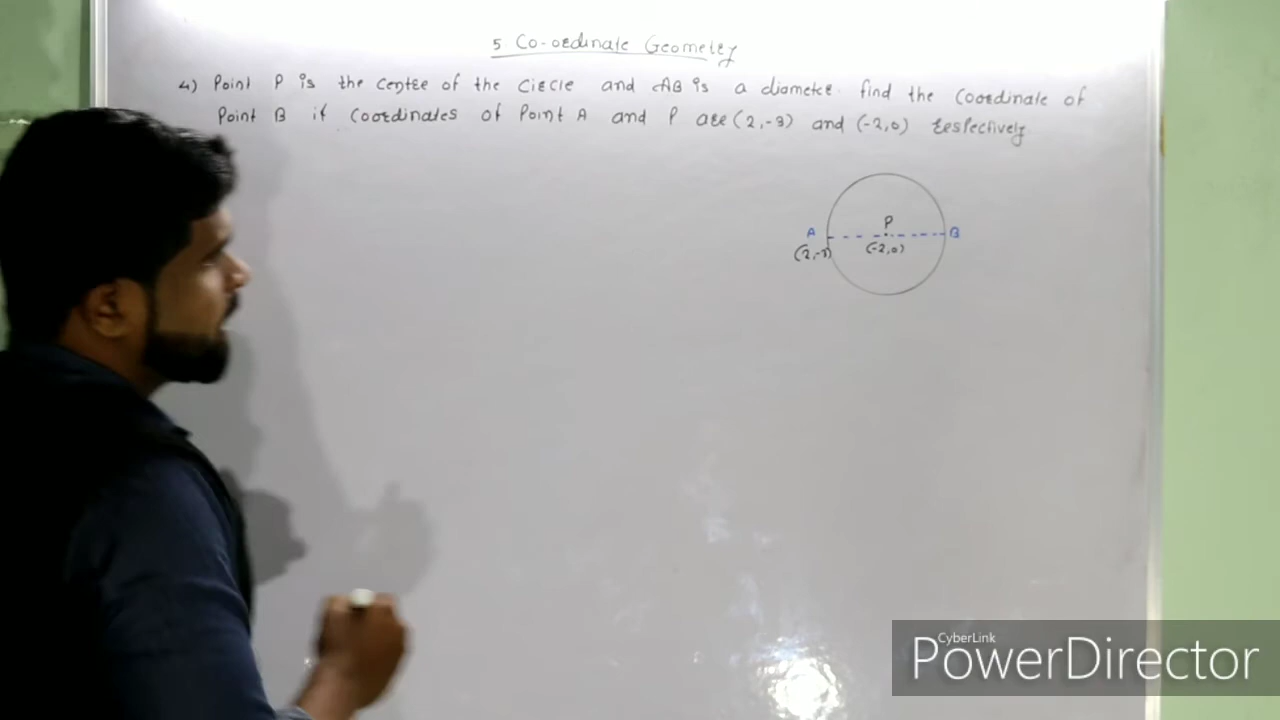 5 Co-ordinate Geometry
4) Point P is the centre of the circle and AB is a diameter. find the coordinate of
Point B if coordinates of Point A and P are (2,-3) and (-2,0) respectively
P
A
B
(2,-3)
(-2,0)
CyberLink
PowerDirector